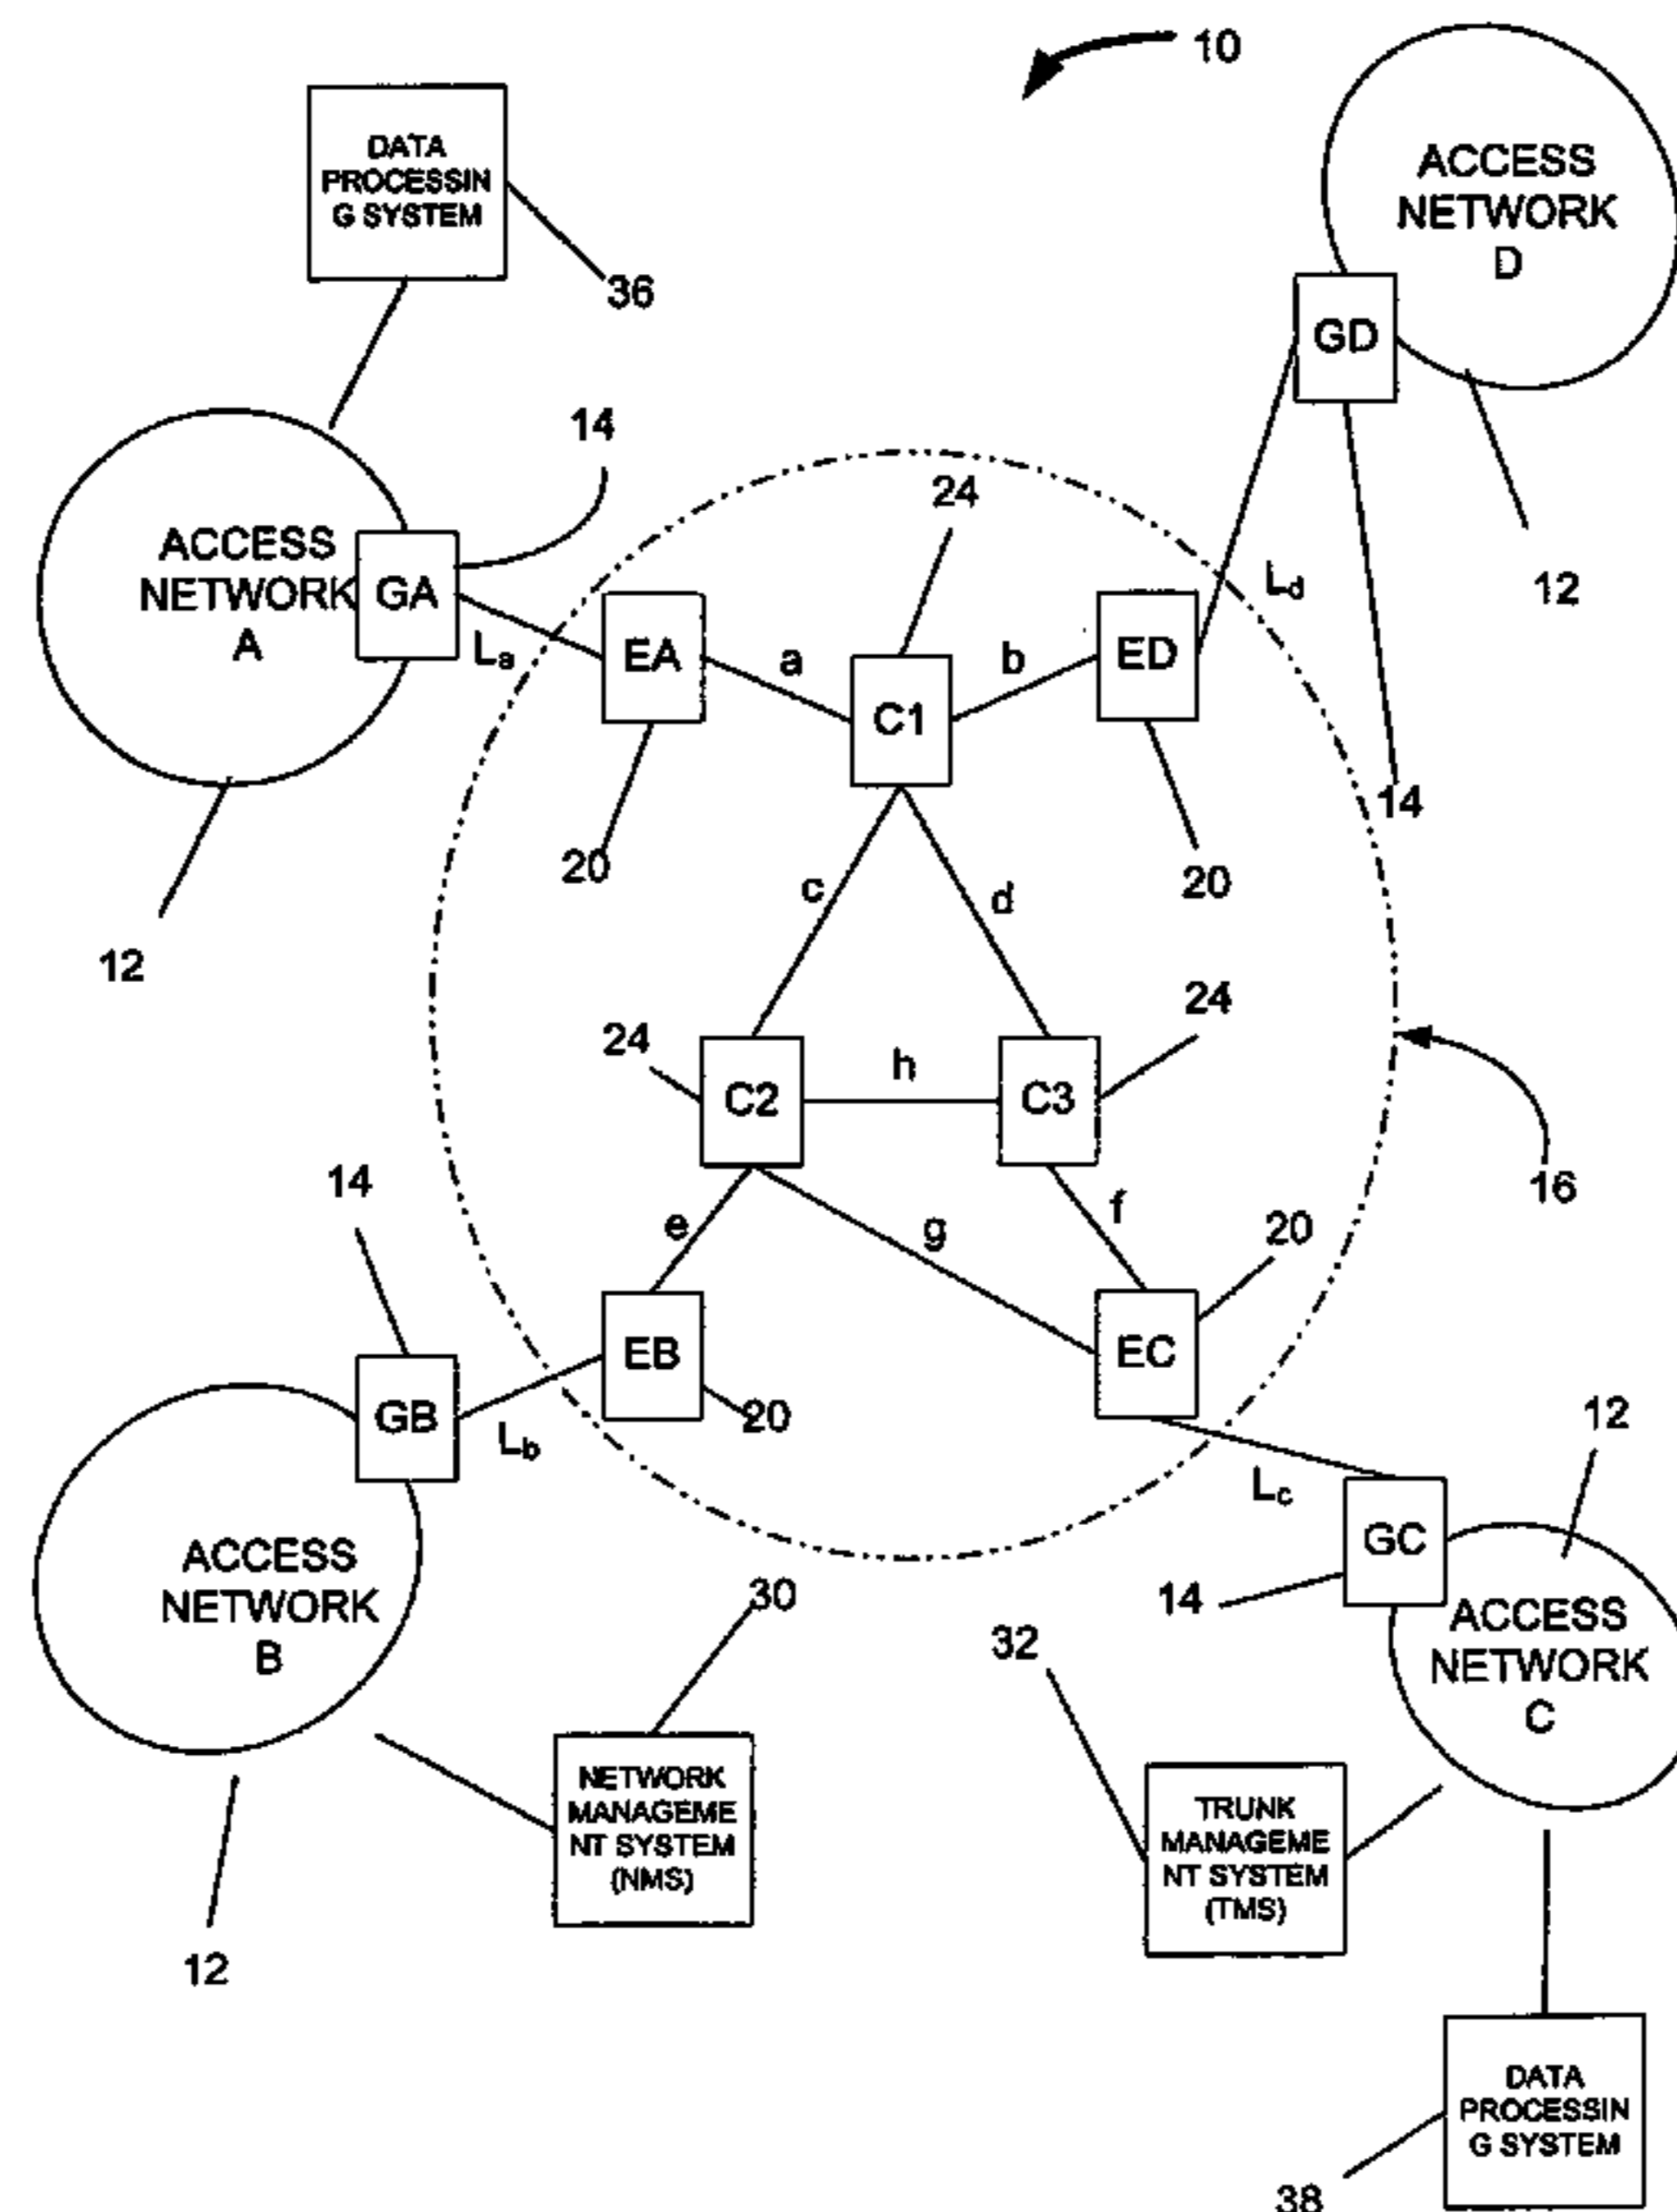 10
DATA
PROCESSIN
G SYSTEM
36
ACCESS
NETWORK
D
GD
12
14
ACCESS
NETWORK
A
GA
14
La
12
24
EA
a
C1
b
ED
Ld
20
20
c
d
24
C2
h
C3
24
16
e
g
f
20
EB
20
EC
14
GB
Lb
ACCESS
NETWORK
B
12
Lc
12
GC
14
ACCESS
NETWORK
C
30
NETWORK
MANAGEME
NT SYSTEM
(NMS)
32
TRUNK
MANAGEME
NT SYSTEM
(TMS)
DATA
PROCESSIN
G SYSTEM
38